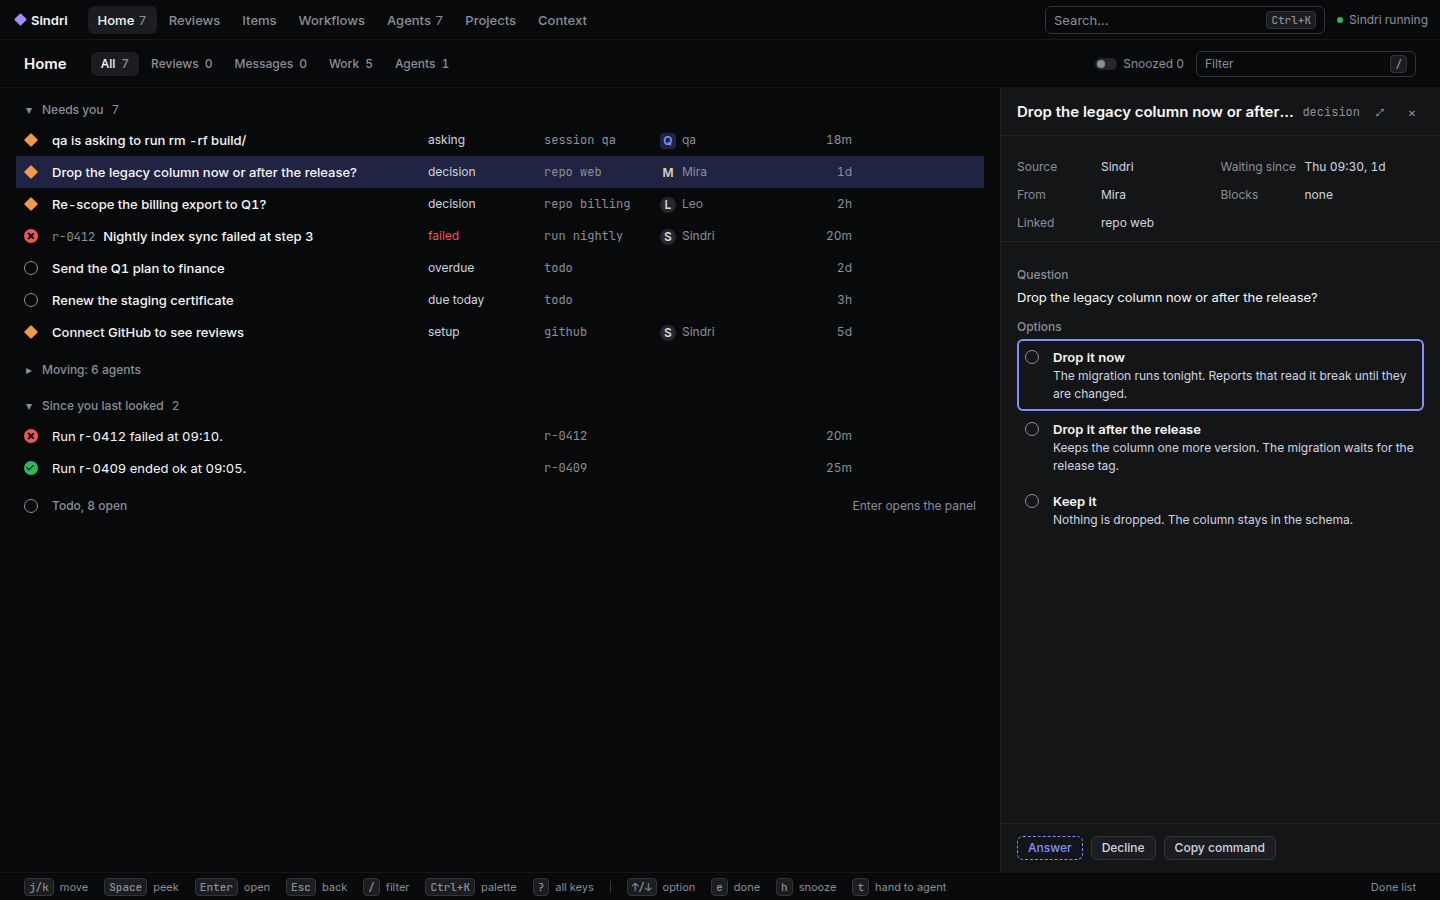 Sindri Home 7 Reviews Items Workflows Agents 7 Projects Context Search... Ctrl+K Sindri running
Home All 7 Reviews 0 Messages 0 Work 5 Agents 1 Snoozed 0 Filter /
Needs you 7
qa is asking to run rm -rf build/ asking session qa Q qa 18m
Drop the legacy column now or after the release? decision repo web M Mira 1d
Re-scope the billing export to Q1? decision repo billing L Leo 2h
r-0412 Nightly index sync failed at step 3 failed run nightly S Sindri 20m
Send the Q1 plan to finance overdue todo 2d
Renew the staging certificate due today todo 3h
Connect GitHub to see reviews setup github S Sindri 5d
Moving: 6 agents
Since you last looked 2
Run r-0412 failed at 09:10. r-0412 20m
Run r-0409 ended ok at 09:05. r-0409 25m
Todo, 8 open Enter opens the panel
Drop the legacy column now or after... decision
Source Sindri Waiting since Thu 09:30, 1d
From Mira Blocks none
Linked repo web
Question
Drop the legacy column now or after the release?
Options
Drop it now
The migration runs tonight. Reports that read it break until they
are changed.
Drop it after the release
Keeps the column one more version. The migration waits for the
release tag.
Keep it
Nothing is dropped. The column stays in the schema.
Answer Decline Copy command
j/k move Space peek Enter open Esc back / filter Ctrl+K palette ? all keys ↑/↓ option e done h snooze t hand to agent Done list